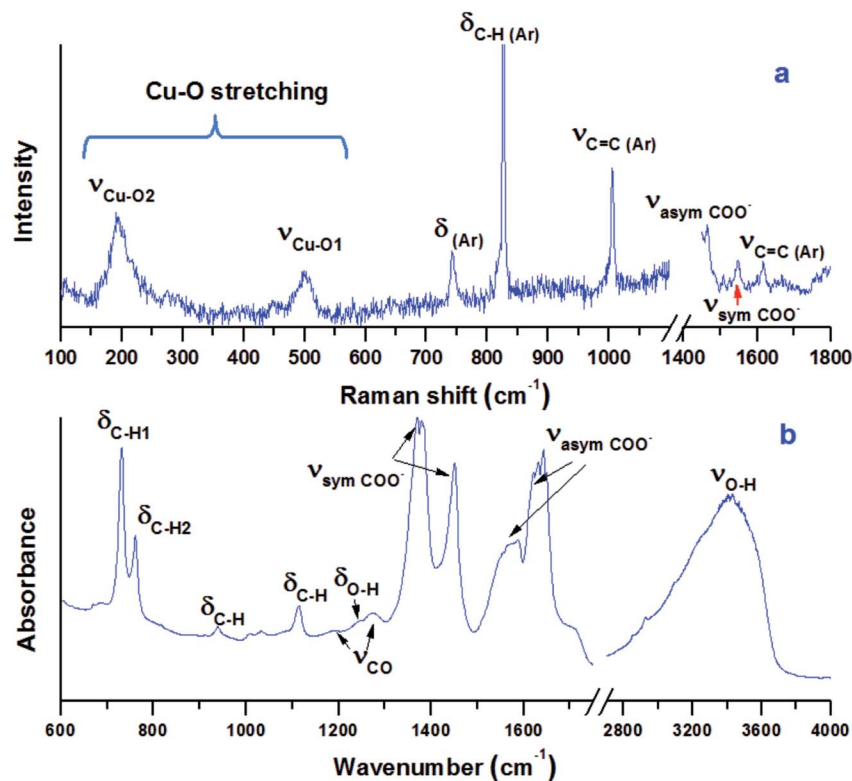 δC-H (Ar)
a
Cu-O stretching
νC=C (Ar)
νCu-O2
νasym COO⁻
νCu-O1
δ(Ar)
νC=C (Ar)
νsym COO⁻
Intensity
100 200 300 400 500 600 700 800 900 1000 1400 1500 1600 1700 1800
Raman shift (cm⁻¹)
δC-H1
b
νasym COO⁻
νsym COO⁻
νO-H
δC-H2
δO-H
δC-H
δC-H
νCO
Absorbance
600 800 1000 1200 1400 1600 2800 3200 3600 4000
Wavenumber (cm⁻¹)